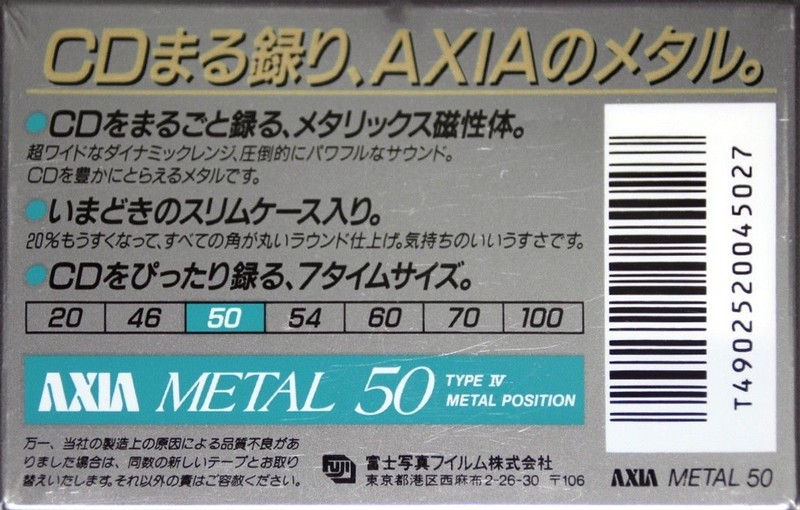 CDまる録り、AXIAのメタル。
●CDをまるごと録る、メタリックス磁性体。
超ワイドなダイナミックレンジ、圧倒的にパワフルなサウンド。
CDを豊かにとらえるメタルです。
●いまどきのスリムケース入り。
20%もうすくなって、すべての角が丸いラウンド仕上げ。気持ちのいいうすさです。
●CDをぴったり録る、7タイムサイズ。
20 46 50 54 60 70 100
AXIA METAL 50 TYPE IV METAL POSITION
万一、当社の製造上の原因による品質不良があ
りました場合は、同数の新しいテープとお取り
替えいたします。それ以外の責はご容赦ください。
FUJI 富士写真フイルム株式会社
東京都港区西麻布2-26-30 〒106
T4902520045027
AXIA METAL 50